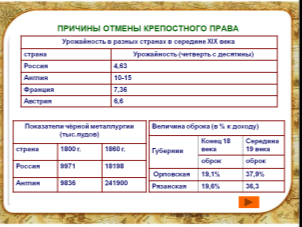 ПРИЧИНЫ ОТМЕНЫ КРЕПОСТНОГО ПРАВА
Урожайность в разных странах в середине XIX века
страна Урожайность (четверть с десятины)
Россия 4,63
Англия 10-15
Франция 7,36
Австрия 6,6
Показатели чёрной металлургии (тыс.пудов)
страна 1800 г. 1860 г.
Россия 9971 18198
Англия 9836 241900
Величина оброка (в % к доходу)
Губернии Конец 18 века Середина 19 века
оброк оброк
Орловская 19,1% 37,9%
Рязанская 19,6% 36,3